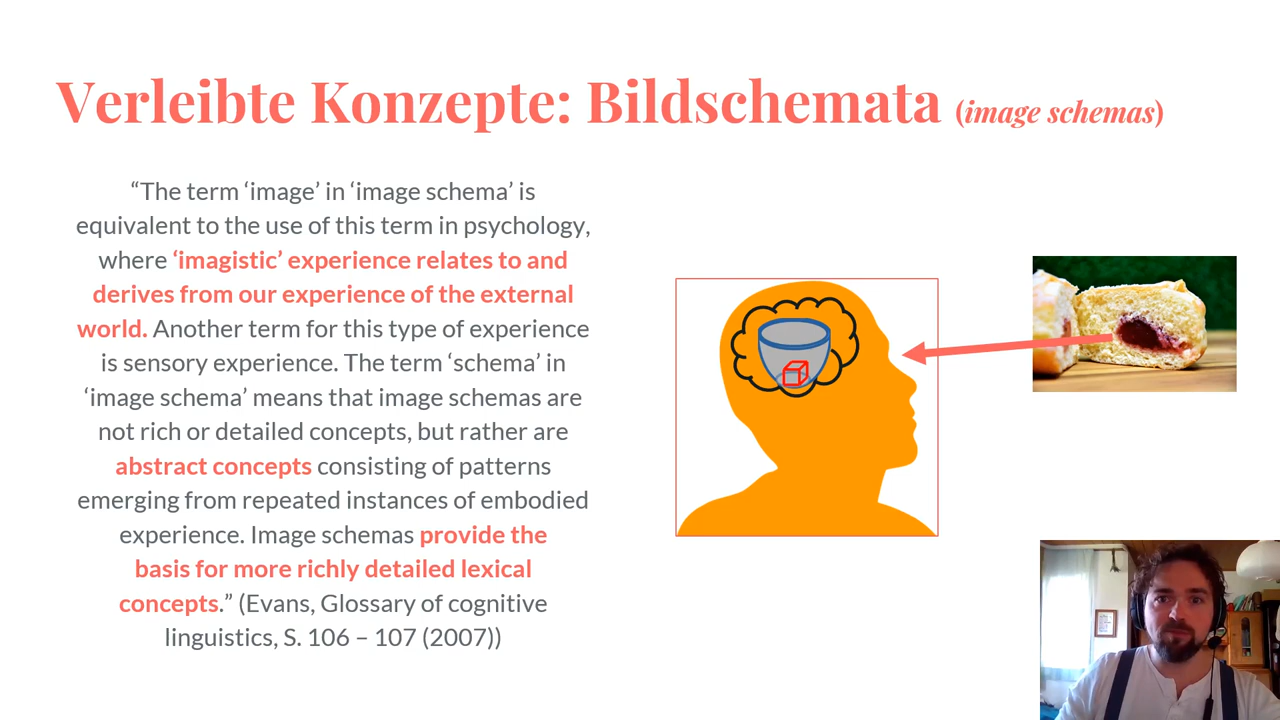 Verleibte Konzepte: Bildschemata (image schemas)
“The term ‘image’ in ‘image schema’ is
equivalent to the use of this term in psychology,
where ‘imagistic’ experience relates to and
derives from our experience of the external
world. Another term for this type of experience
is sensory experience. The term ‘schema’ in
‘image schema’ means that image schemas are
not rich or detailed concepts, but rather are
abstract concepts consisting of patterns
emerging from repeated instances of embodied
experience. Image schemas provide the
basis for more richly detailed lexical
concepts.” (Evans, Glossary of cognitive
linguistics, S. 106 – 107 (2007))